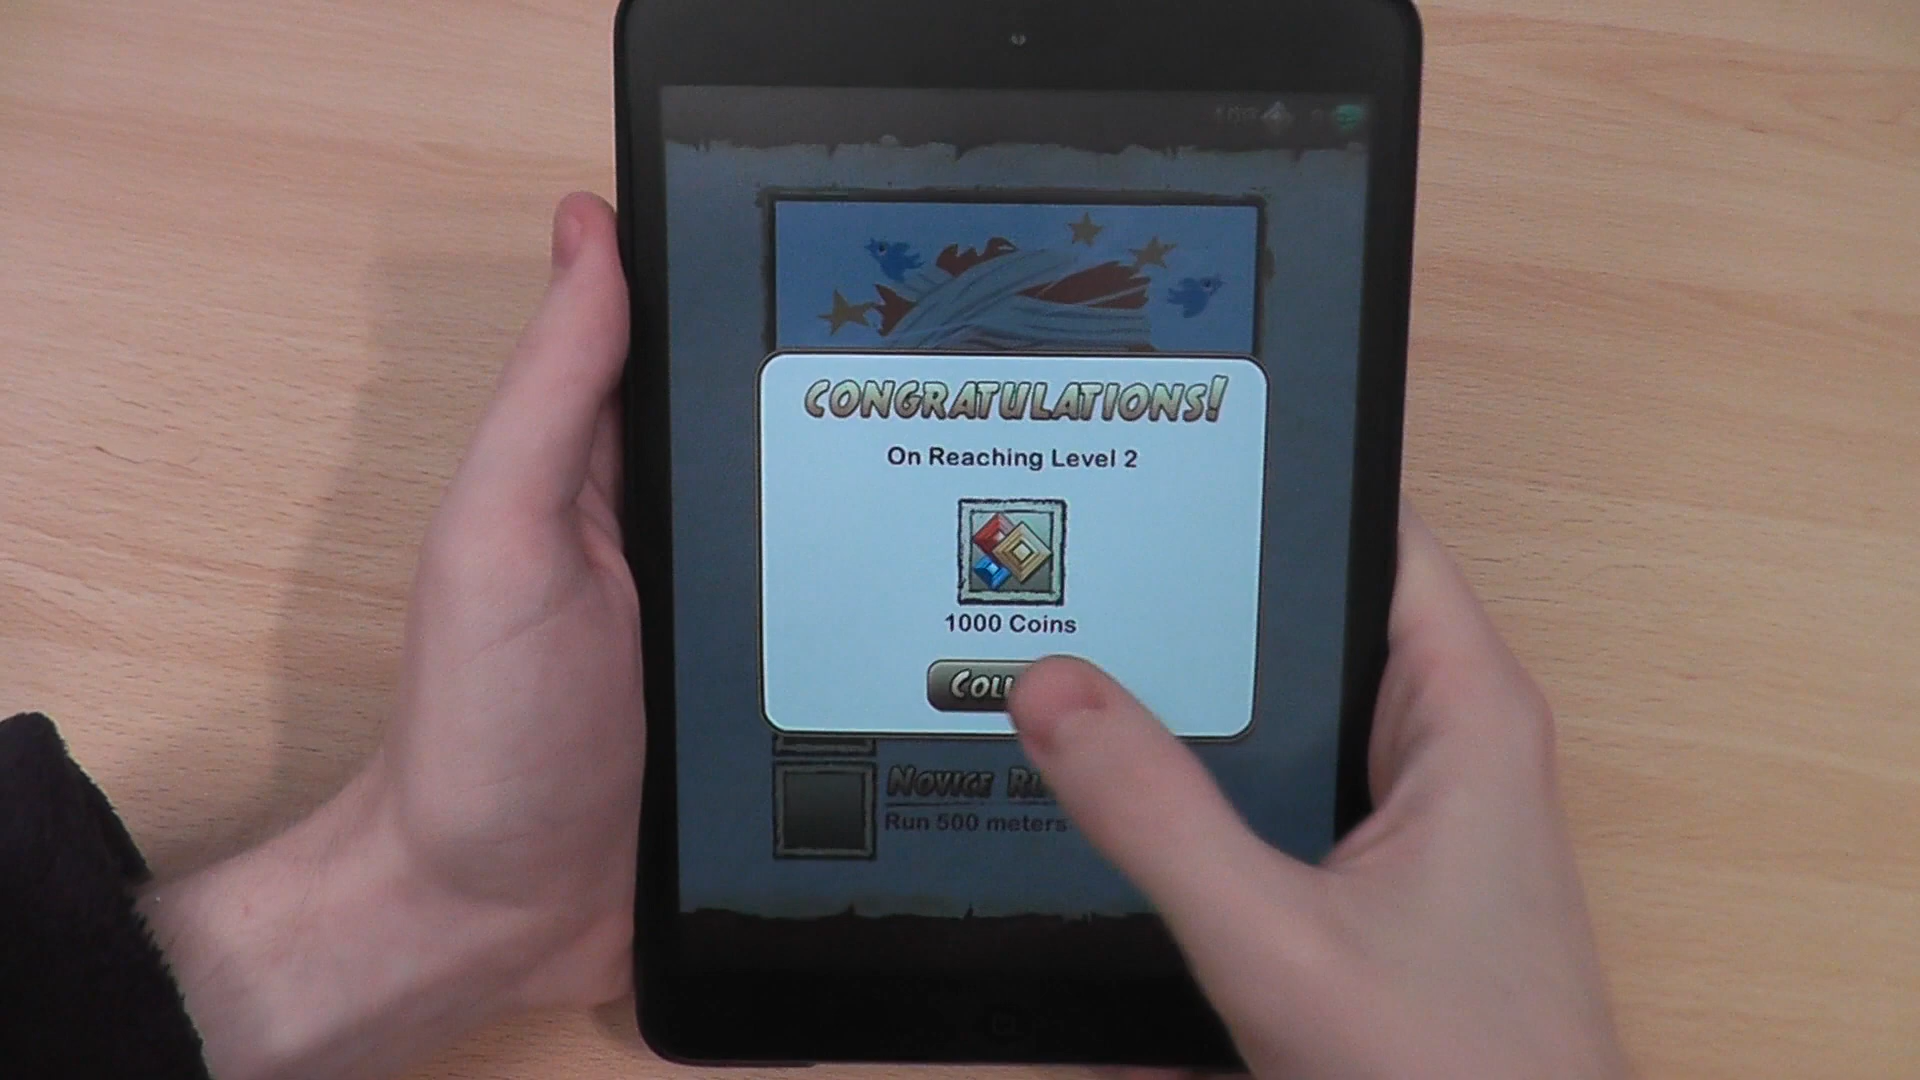 CONGRATULATIONS!
On Reaching Level 2
1000 Coins
Run 500 meters
NOVICE